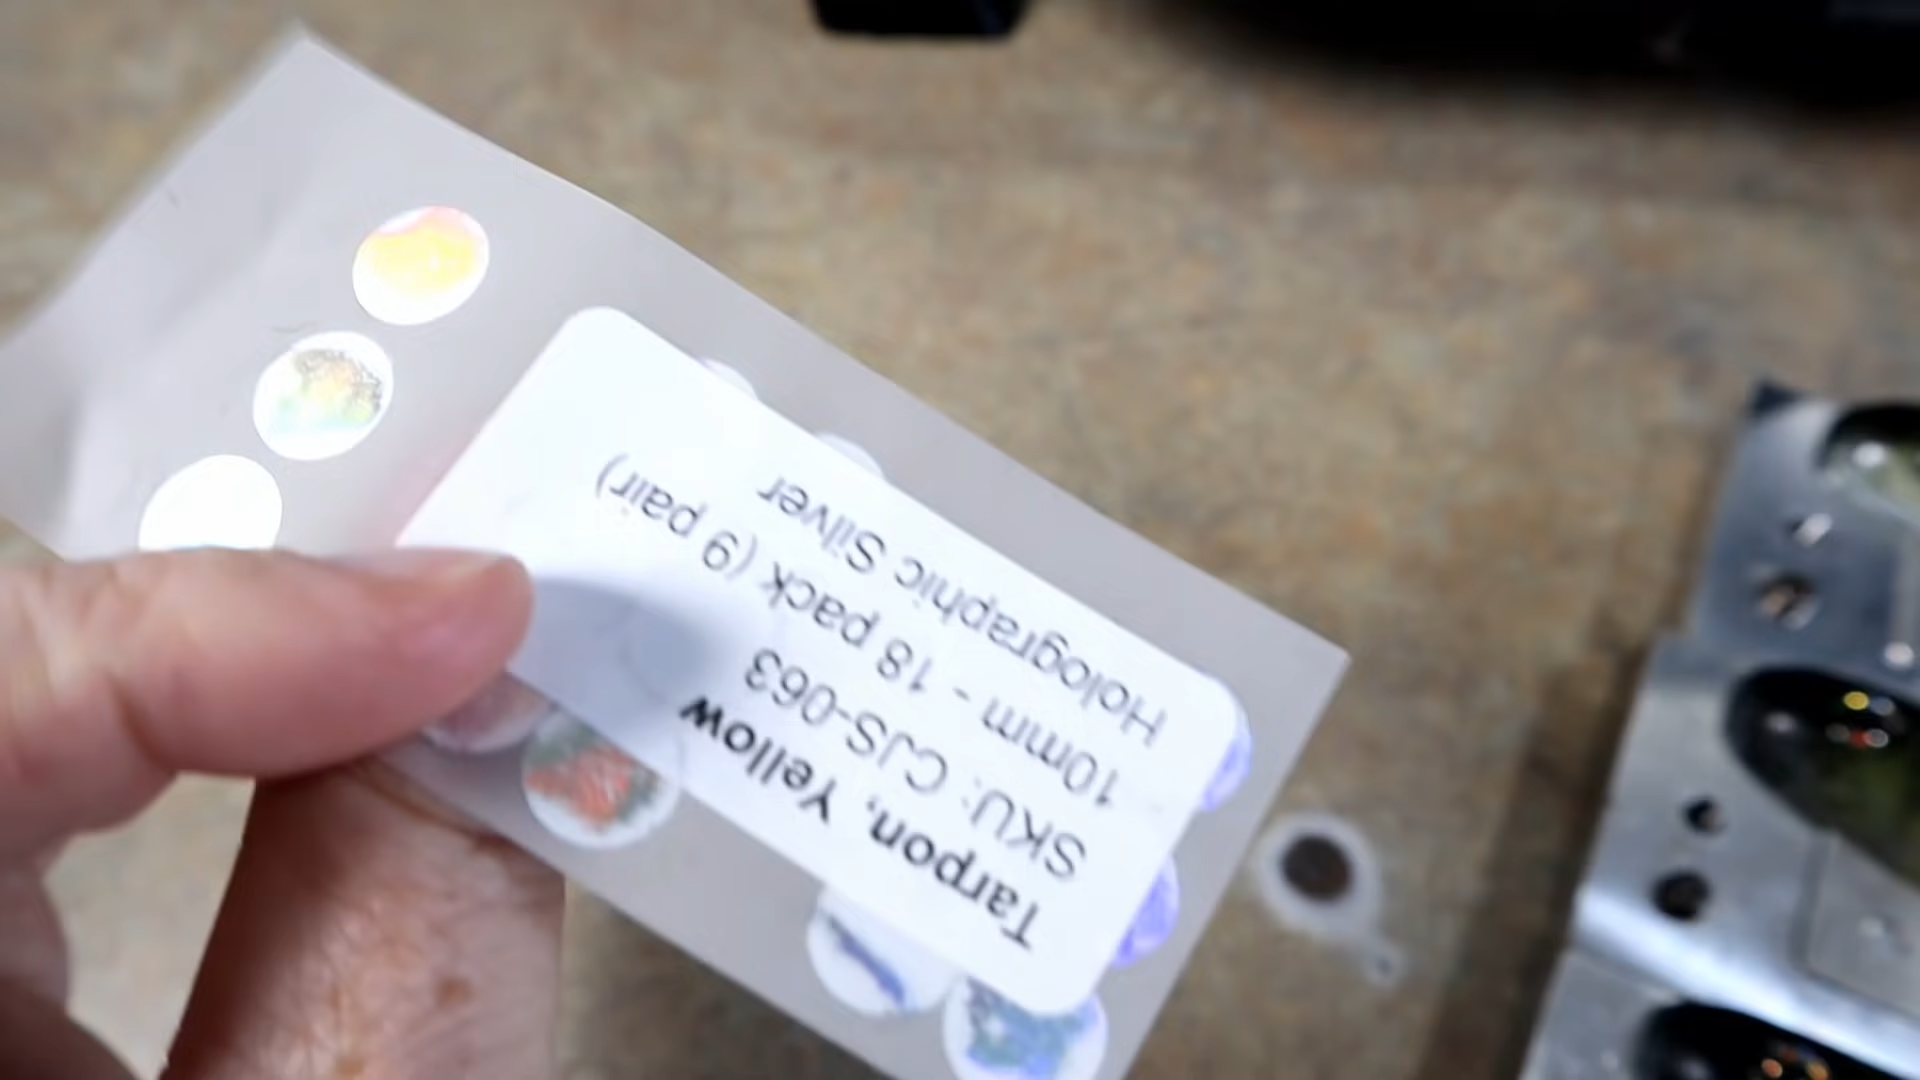 Tarpon, Yellow
SKU: CJS-063
10mm - 18 pack (9 pair)
Holographic Silver